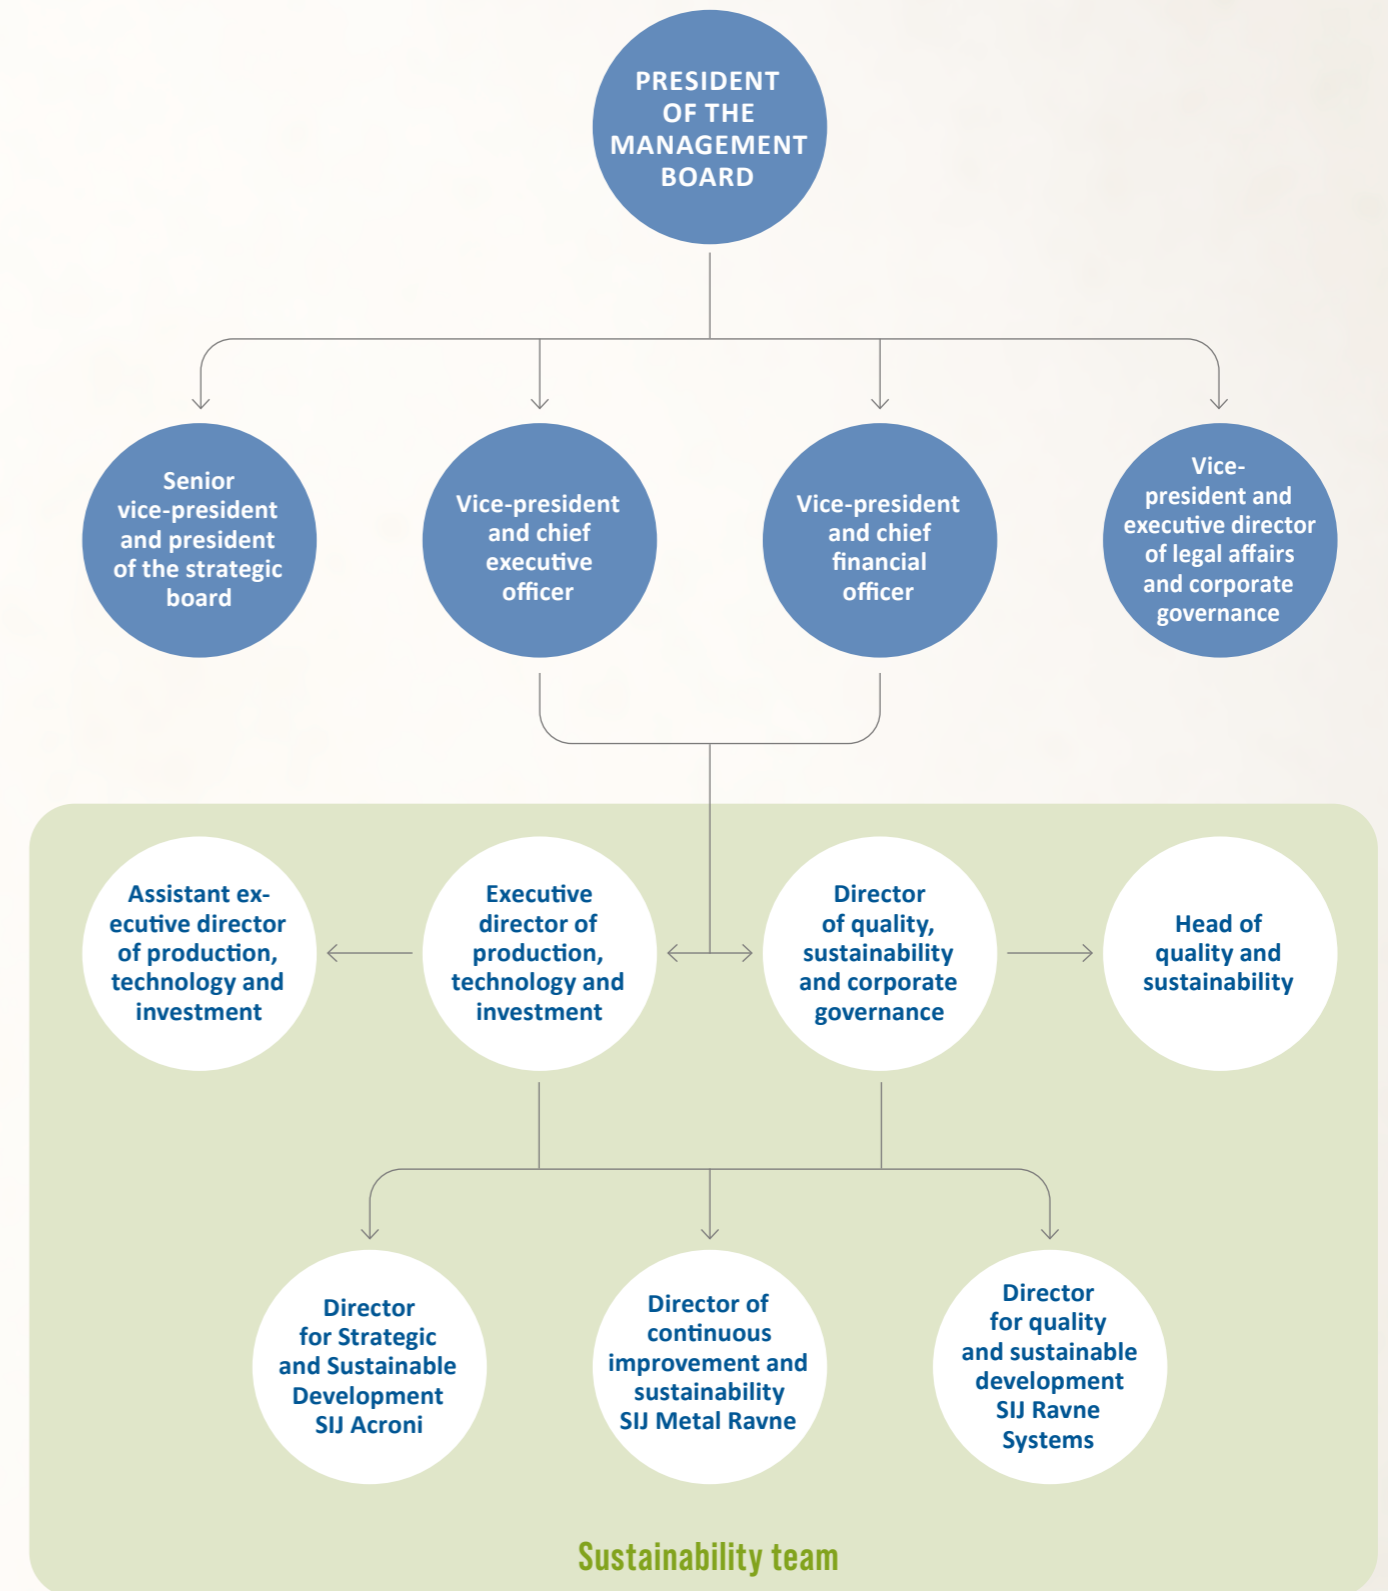 PRESIDENT
OF THE
MANAGEMENT
BOARD
Senior
vice-president
and president
of the strategic
board
Vice-president
and chief
executive
officer
Vice-president
and chief
financial
officer
Vice-
president and
executive director
of legal affairs
and corporate
governance
Assistant ex-
ecutive director
of production,
technology and
investment
Executive
director of
production,
technology and
investment
Director
of quality,
sustainability
and corporate
governance
Head of
quality and
sustainability
Director
for Strategic
and Sustainable
Development
SIJ Acroni
Director of
continuous
improvement and
sustainability
SIJ Metal Ravne
Director
for quality
and sustainable
development
SIJ Ravne
Systems
Sustainability team